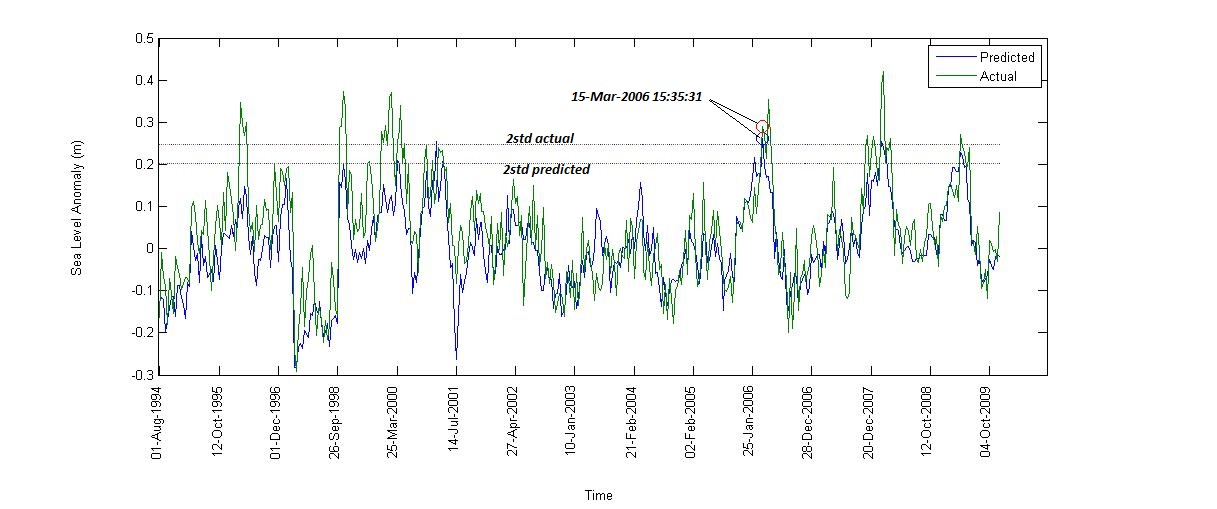 0.5
Predicted
Actual
0.4
15-Mar-2006 15:35:31
0.3
2std actual
0.2
2std predicted
0.1
0
-0.1
-0.2
-0.3
Sea Level Anomaly (m)
01-Aug-1994
12-Oct-1995
01-Dec-1996
26-Sep-1998
25-Mar-2000
14-Jul-2001
27-Apr-2002
10-Jan-2003
21-Feb-2004
02-Feb-2005
25-Jan-2006
26-Dec-2006
20-Dec-2007
12-Oct-2008
04-Oct-2009
Time